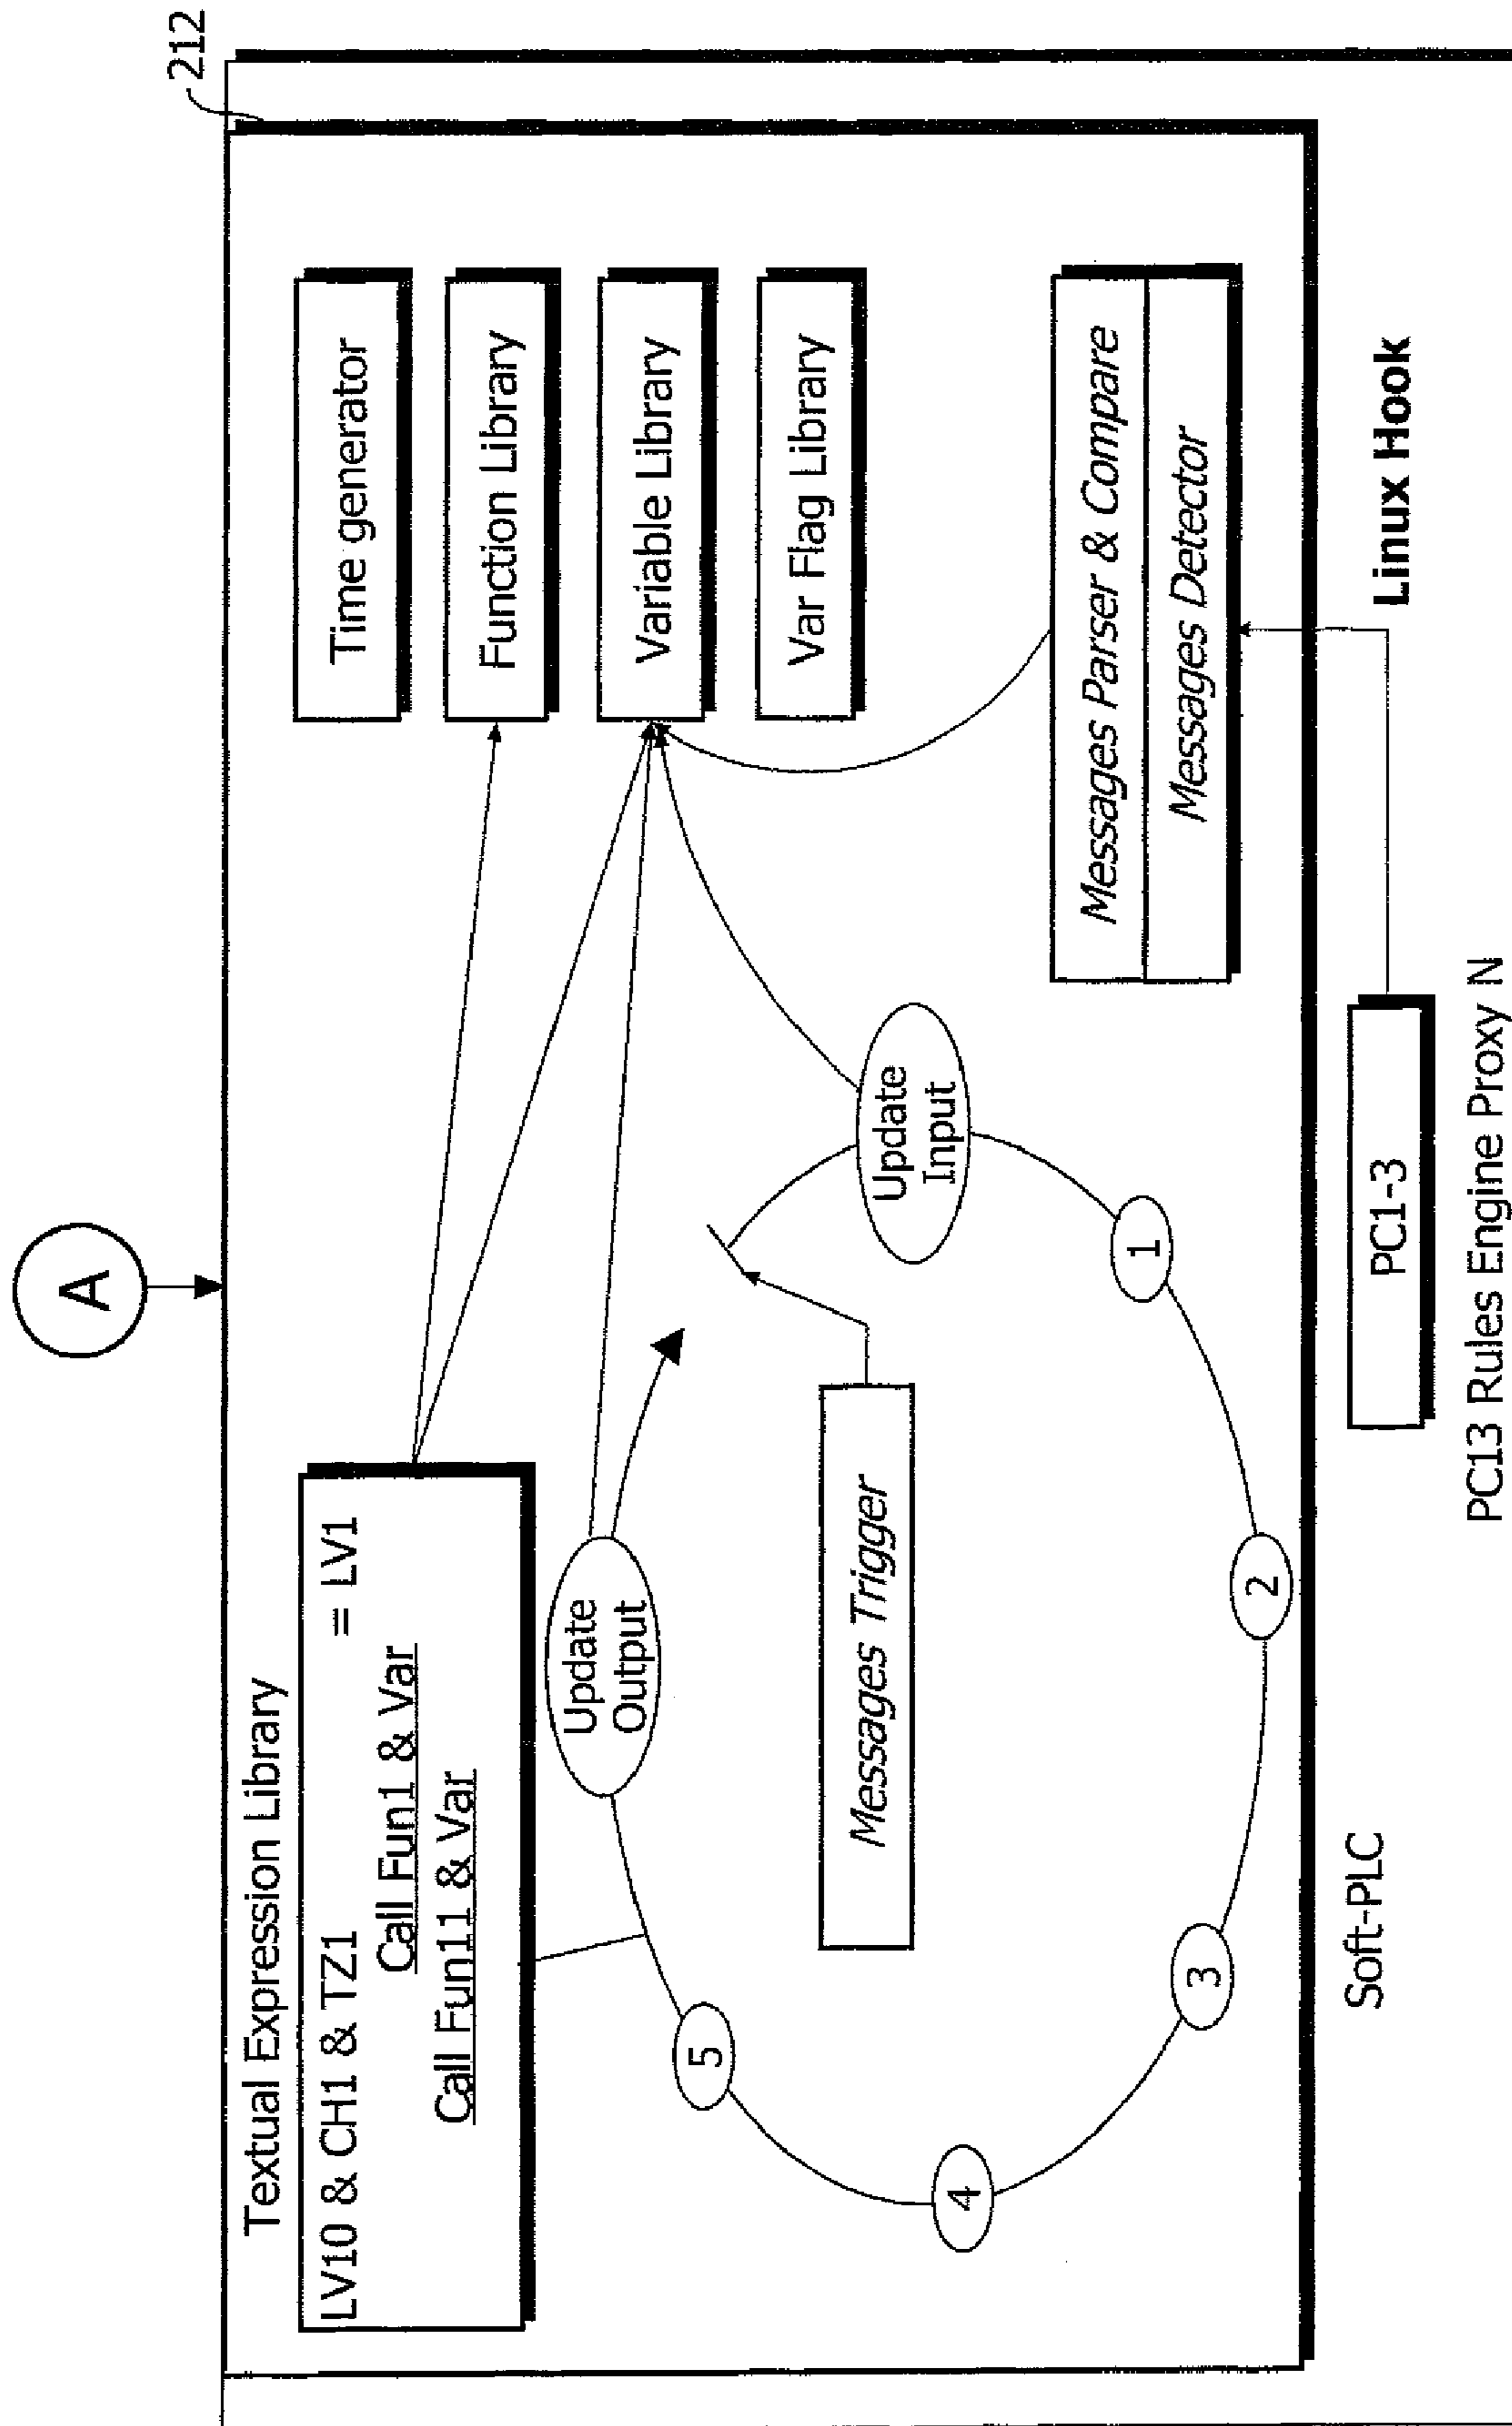 A
212
Textual Expression Library
LV10 & CH1 & TZ1 = LV1
Call Fun1 & Var
Call Fun11 & Var
Time generator
Function Library
Variable Library
Var Flag Library
Update
Output
Messages Trigger
Update
Input
1
2
3
4
5
Messages Parser & Compare
Messages Detector
Soft-PLC
Linux Hook
PC1-3
PC13 Rules Engine Proxy N